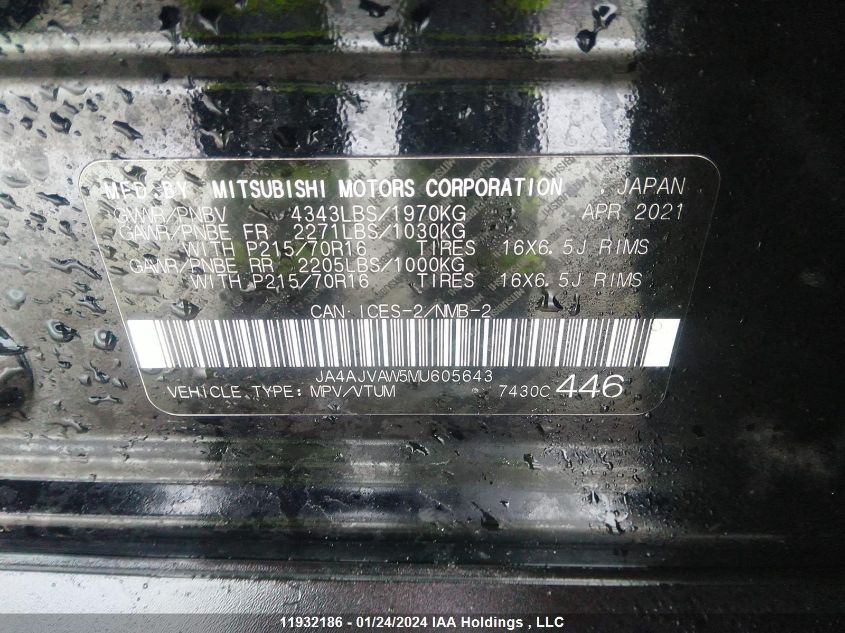 MFD BY MITSUBISHI MOTORS CORPORATION JAPAN
GVWR/PNBV 4343LBS/1970KG APR 2021
GAWR/PNBE FR 2271LBS/1030KG
WITH P215/70R16 TIRES 16X6.5J RIMS
GAWR/PNBE RR 2205LBS/1000KG
WITH P215/70R16 TIRES 16X6.5J RIMS
CAN ICES-2/NMB-2
JA4AJVAW5MU605643
VEHICLE TYPE: MPV/VTUM 7430C 446
11932186 - 01/24/2024 IAA Holdings , LLC